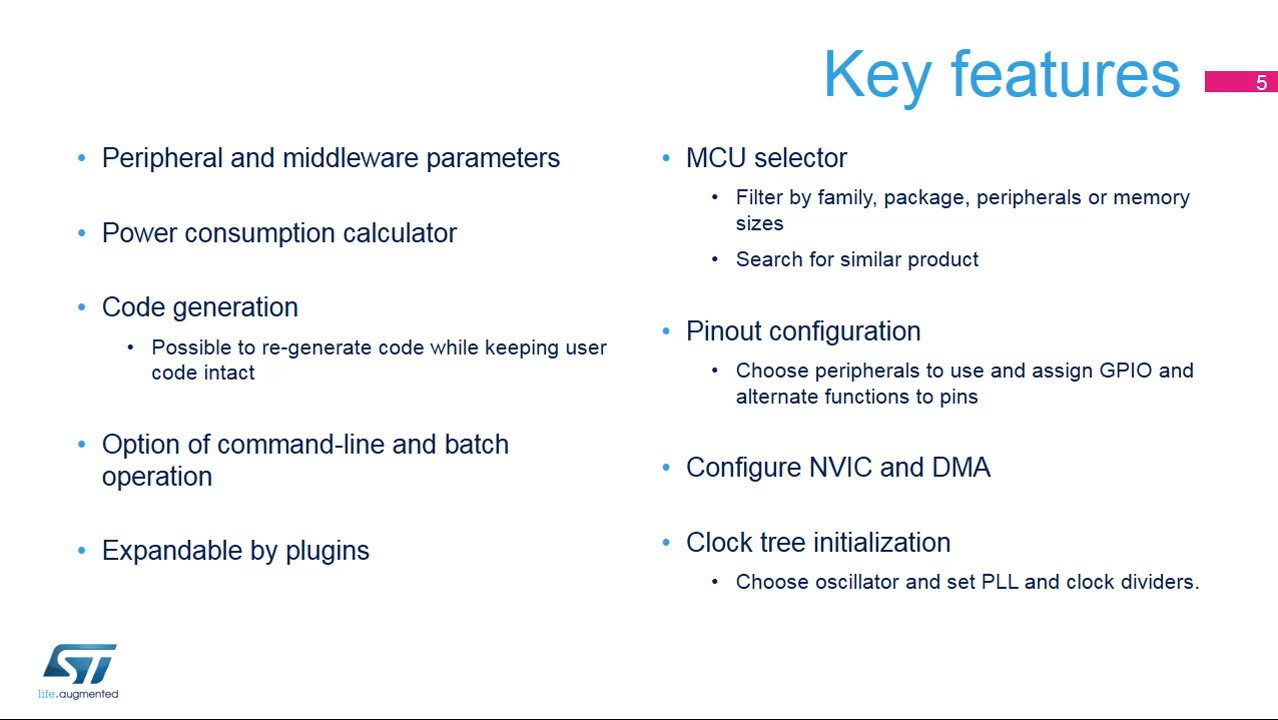 Key features
5
• Peripheral and middleware parameters
• Power consumption calculator
• Code generation
• Possible to re-generate code while keeping user
code intact
• Option of command-line and batch
operation
• Expandable by plugins
• MCU selector
• Filter by family, package, peripherals or memory
sizes
• Search for similar product
• Pinout configuration
• Choose peripherals to use and assign GPIO and
alternate functions to pins
• Configure NVIC and DMA
• Clock tree initialization
• Choose oscillator and set PLL and clock dividers.
ST
life.augmented